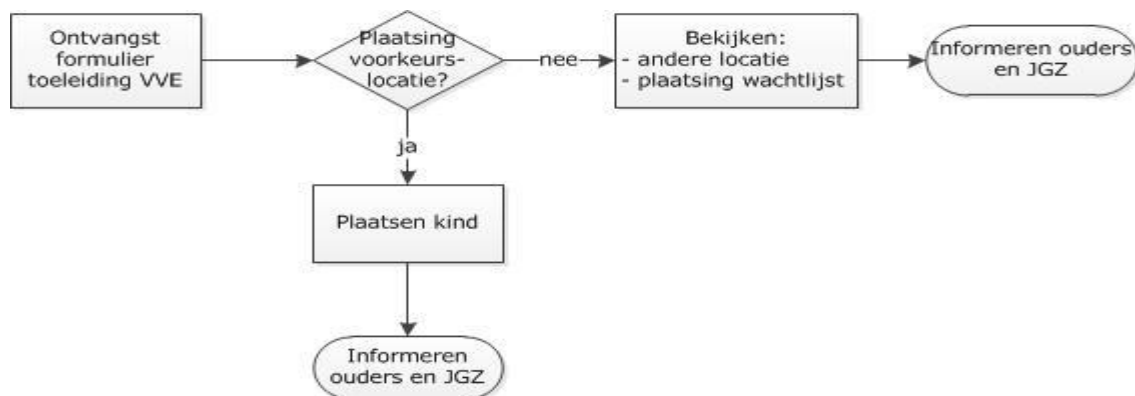 Ontvangst
formulier
toeleiding VVE
Plaatsing
voorkeurs-
locatie?
nee
Bekijken:
- andere locatie
- plaatsing wachtlijst
Informeren ouders
en JGZ
ja
Plaatsen kind
Informeren
ouders en JGZ